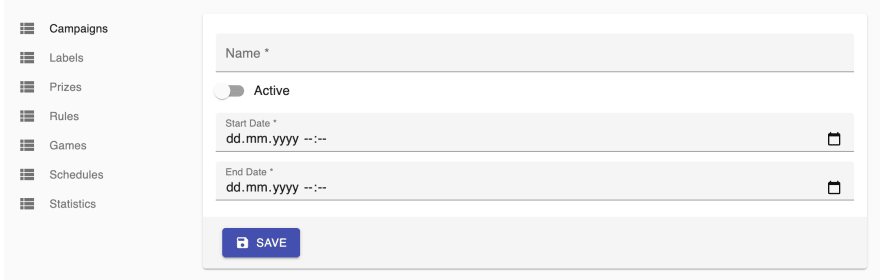 Campaigns
Labels
Prizes
Rules
Games
Schedules
Statistics
Name *
Active
Start Date *
dd.mm.yyyy --:--
End Date *
dd.mm.yyyy --:--
SAVE